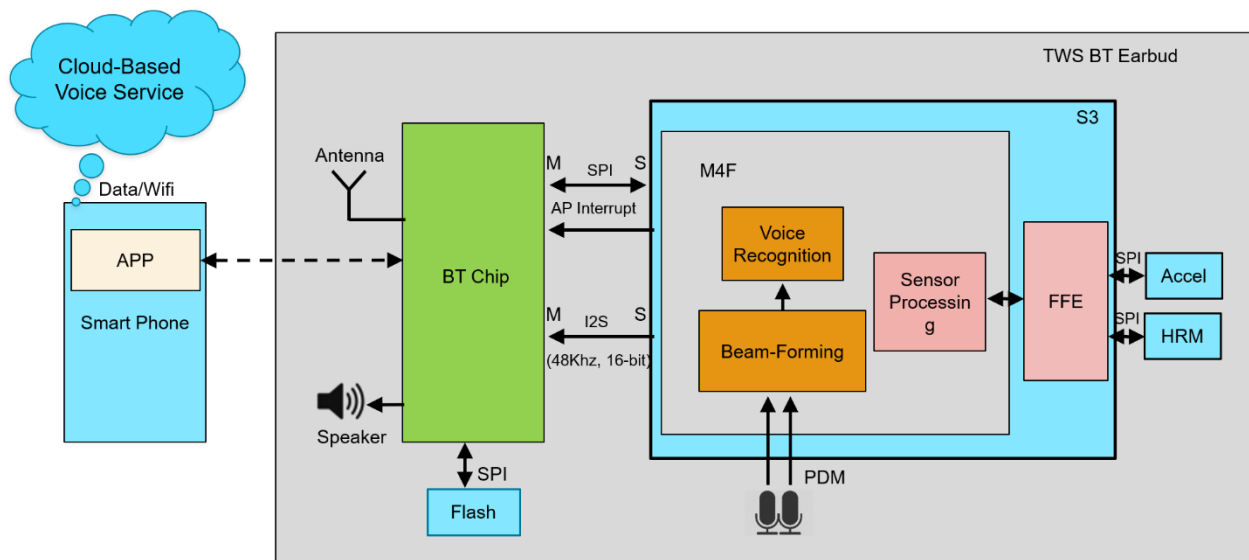 Cloud-Based
Voice Service
Data/Wifi
APP
Smart Phone
TWS BT Earbud
Antenna
BT Chip
Speaker
SPI
Flash
M
S
SPI
AP Interrupt
M
S
I2S
(48Khz, 16-bit)
S3
M4F
Voice
Recognition
Beam-Forming
Sensor
Processin
g
FFE
SPI
Accel
SPI
HRM
PDM